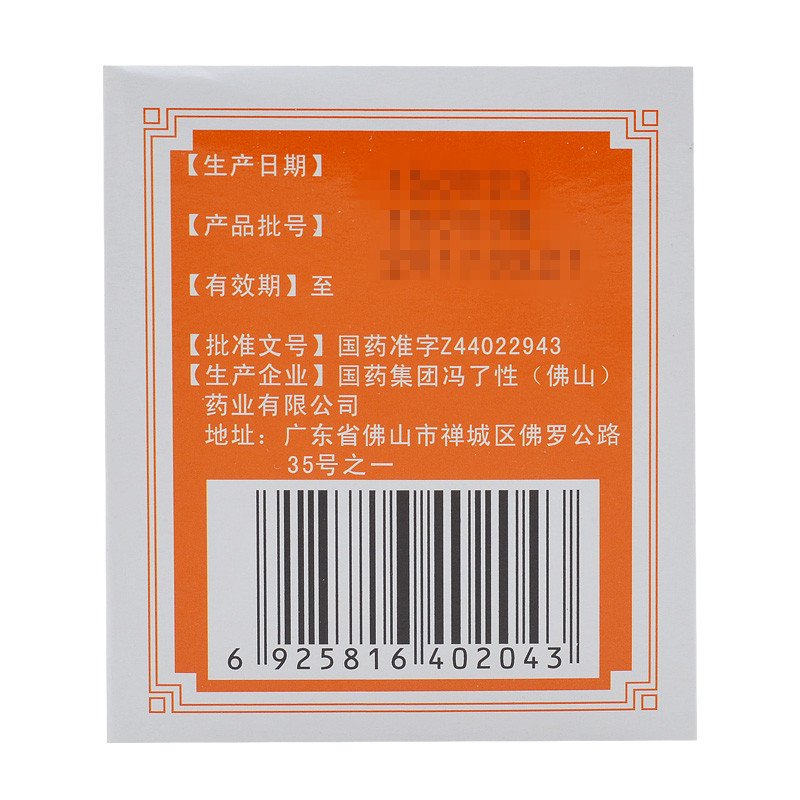 【生产日期】
【产品批号】
【有效期】至
【批准文号】国药准字Z44022943
【生产企业】国药集团冯了性（佛山）
药业有限公司
地址：广东省佛山市禅城区佛罗公路
35号之一
6 925816 402043